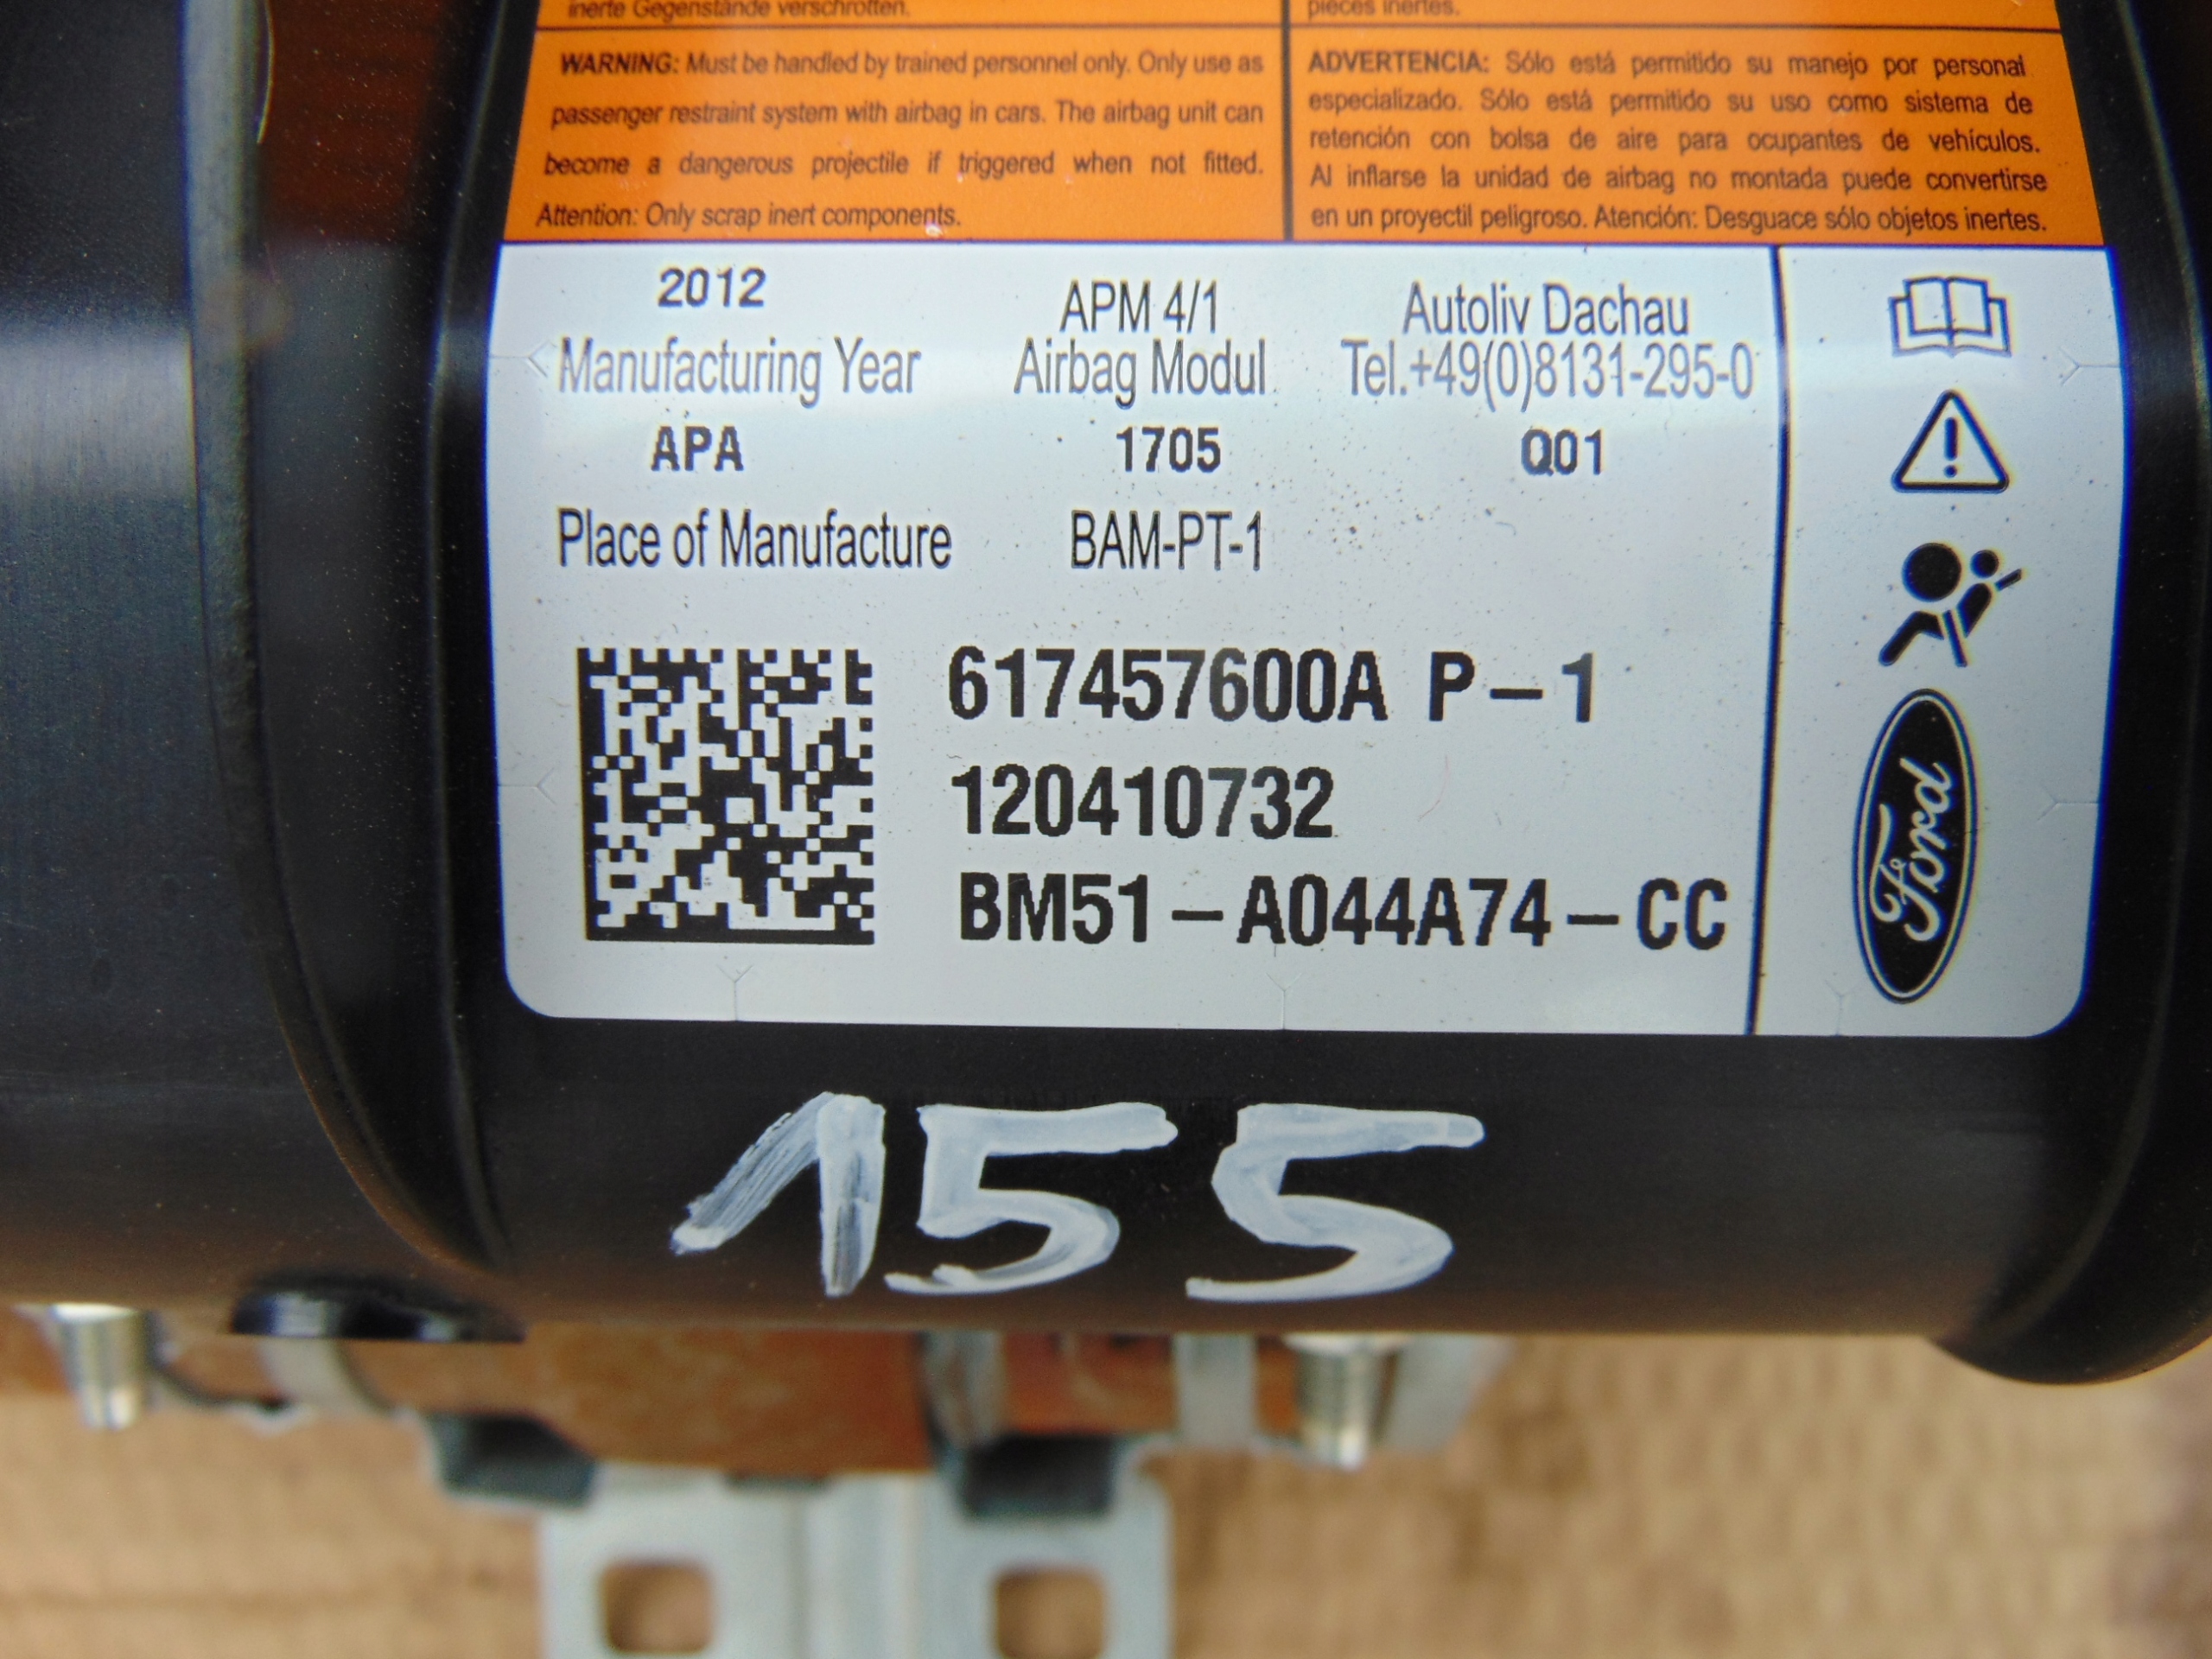 inerte Gegenstände verschrotten.
pièces inertes.
WARNING: Must be handled by trained personnel only. Only use as
passenger restraint system with airbag in cars. The airbag unit can
become a dangerous projectile if triggered when not fitted.
Attention: Only scrap inert components.
ADVERTENCIA: Sólo está permitido su manejo por personal
especializado. Sólo está permitido su uso como sistema de
retención con bolsa de aire para ocupantes de vehículos.
Al inflarse la unidad de airbag no montada puede convertirse
en un proyectil peligroso. Atención: Desguace sólo objetos inertes.
2012
Manufacturing Year
APM 4/1
Airbag Modul
Autoliv Dachau
Tel.+49(0)8131-295-0
APA
Place of Manufacture
1705
BAM-PT-1
Q01
617457600A P-1
120410732
BM51-A044A74-CC
Ford
155